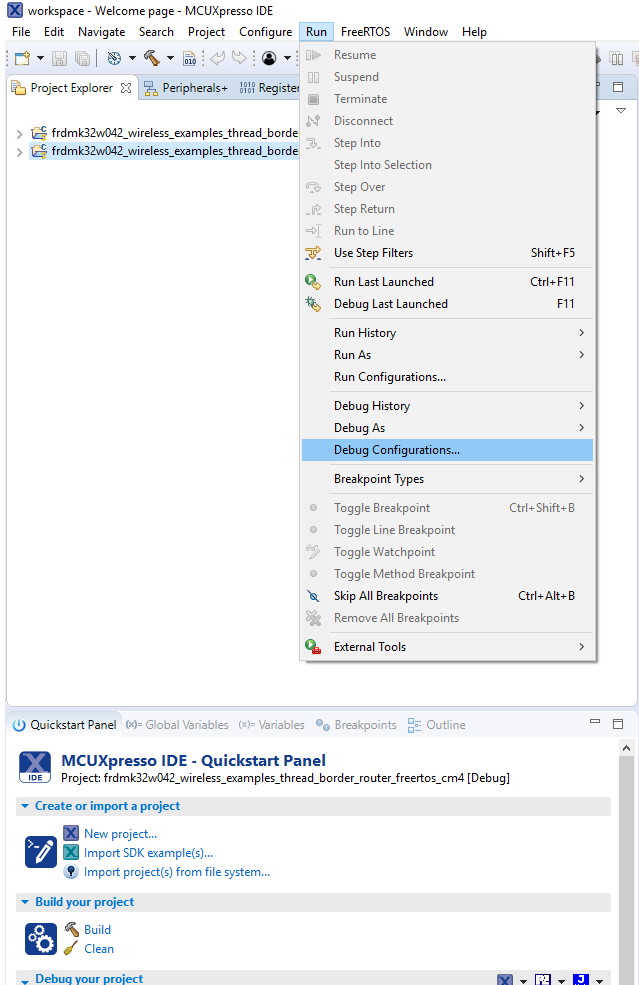 workspace - Welcome page - MCUXpresso IDE
File Edit Navigate Search Project Configure Run FreeRTOS Window Help
Project Explorer Peripherals+ Register
frdmk32w042_wireless_examples_thread_borde
frdmk32w042_wireless_examples_thread_borde
Resume
Suspend
Terminate
Disconnect
Step Into
Step Into Selection
Step Over
Step Return
Run to Line
Use Step Filters Shift+F5
Run Last Launched Ctrl+F11
Debug Last Launched F11
Run History
Run As
Run Configurations...
Debug History
Debug As
Debug Configurations...
Breakpoint Types
Toggle Breakpoint Ctrl+Shift+B
Toggle Line Breakpoint
Toggle Watchpoint
Toggle Method Breakpoint
Skip All Breakpoints Ctrl+Alt+B
Remove All Breakpoints
External Tools
Quickstart Panel (x)= Global Variables (x)= Variables Breakpoints Outline
IDE
MCUXpresso IDE - Quickstart Panel
Project: frdmk32w042_wireless_examples_thread_border_router_freertos_cm4 [Debug]
Create or import a project
New project...
Import SDK example(s)...
Import project(s) from file system...
Build your project
Build
Clean
Debug your project